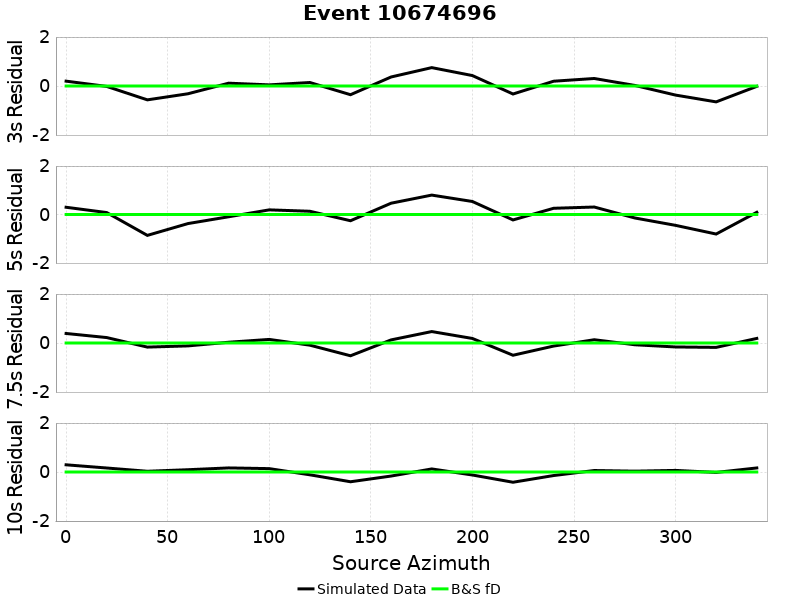 Event 10674696
3s Residual
2
0
-2
5s Residual
2
0
-2
7.5s Residual
2
0
-2
10s Residual
2
0
-2
0 50 100 150 200 250 300
Source Azimuth
Simulated Data B&S fD